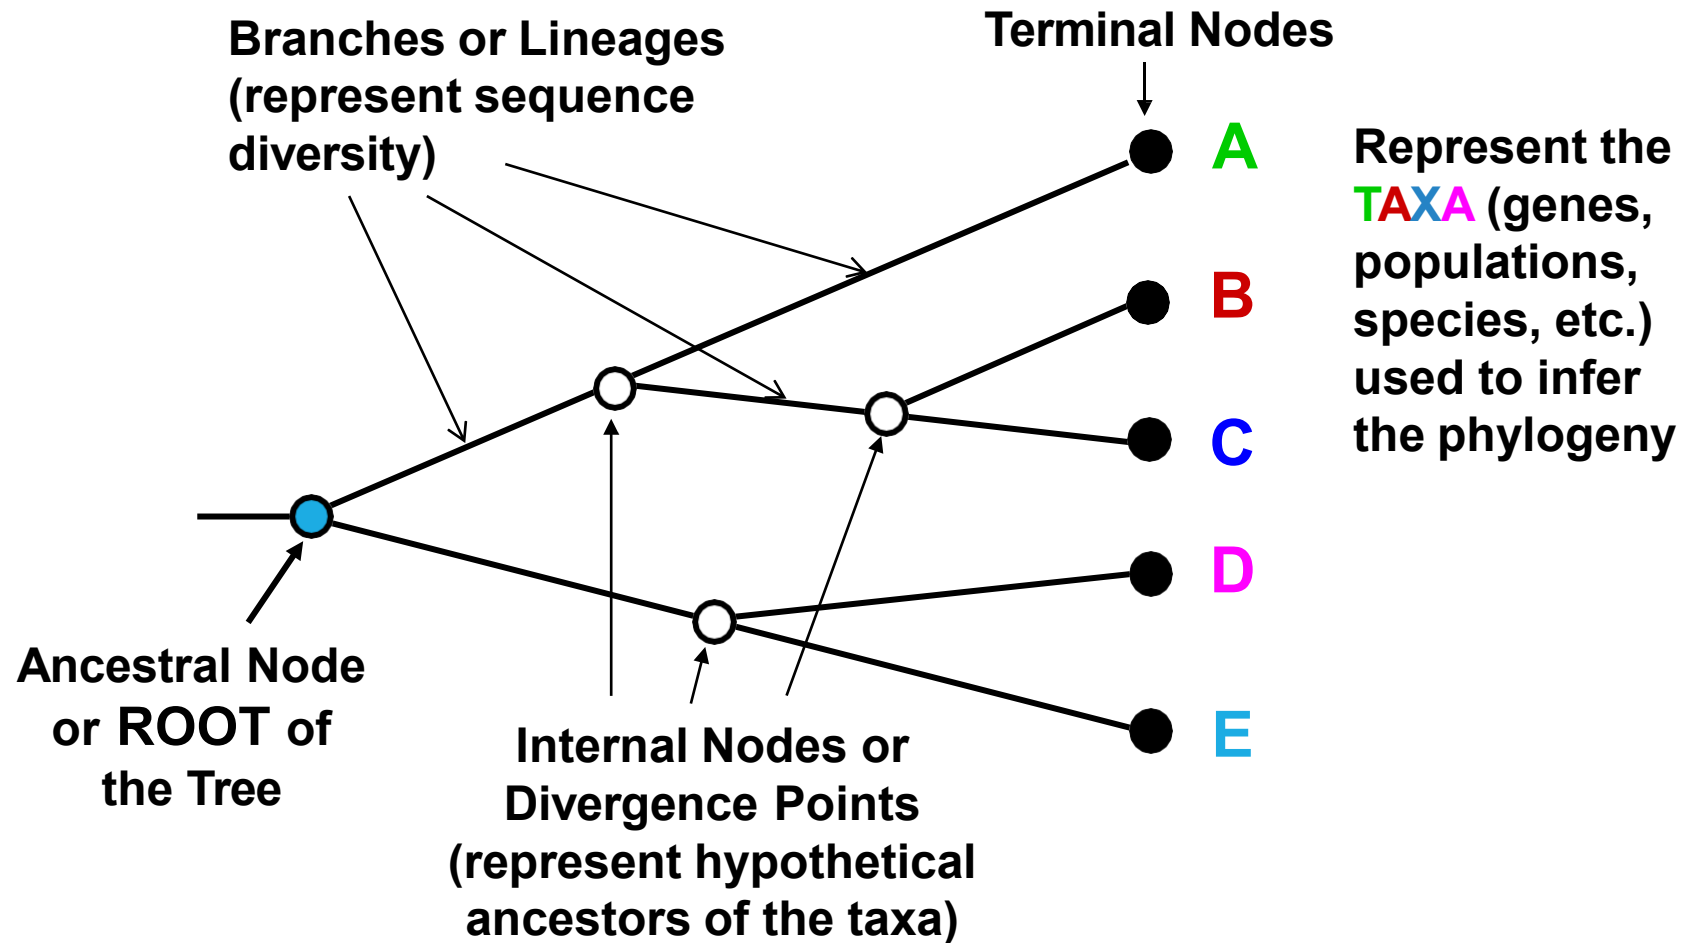 Branches or Lineages
(represent sequence
diversity)
Terminal Nodes
A
B
C
D
E
Represent the
TAXA (genes,
populations,
species, etc.)
used to infer
the phylogeny
Ancestral Node
or ROOT of
the Tree
Internal Nodes or
Divergence Points
(represent hypothetical
ancestors of the taxa)